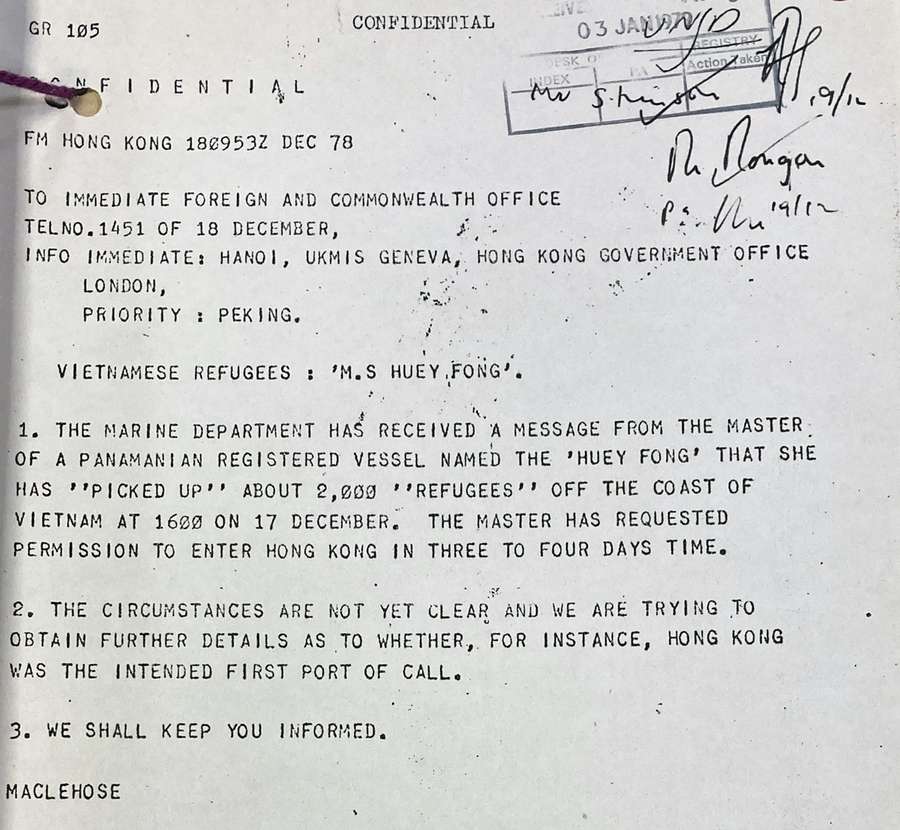 GR 105
CONFIDENTIAL
03 JAN 197
DESK O
REGISTRY
INDEX
PA
Action Taken
Mr
CONFIDENTIAL
19/12
FM HONG KONG 180953Z DEC 78
19/12
TO IMMEDIATE FOREIGN AND COMMONWEALTH OFFICE
TELNO.1451 OF 18 DECEMBER,
INFO IMMEDIATE: HANOI, UKMIS GENEVA, HONG KONG GOVERNMENT OFFICE
LONDON,
PRIORITY : PEKING.
VIETNAMESE REFUGEES : 'M.S HUEY FONG'.
1. THE MARINE DEPARTMENT HAS RECEIVED A MESSAGE FROM THE MASTER
OF A PANAMANIAN REGISTERED VESSEL NAMED THE 'HUEY FONG' THAT SHE
HAS ''PICKED UP'' ABOUT 2,000 ''REFUGEES'' OFF THE COAST OF
VIETNAM AT 1600 ON 17 DECEMBER. THE MASTER HAS REQUESTED
PERMISSION TO ENTER HONG KONG IN THREE TO FOUR DAYS TIME.
2. THE CIRCUMSTANCES ARE NOT YET CLEAR AND WE ARE TRYING TO
OBTAIN FURTHER DETAILS AS TO WHETHER, FOR INSTANCE, HONG KONG
WAS THE INTENDED FIRST PORT OF CALL.
3. WE SHALL KEEP YOU INFORMED.
MACLEHOSE